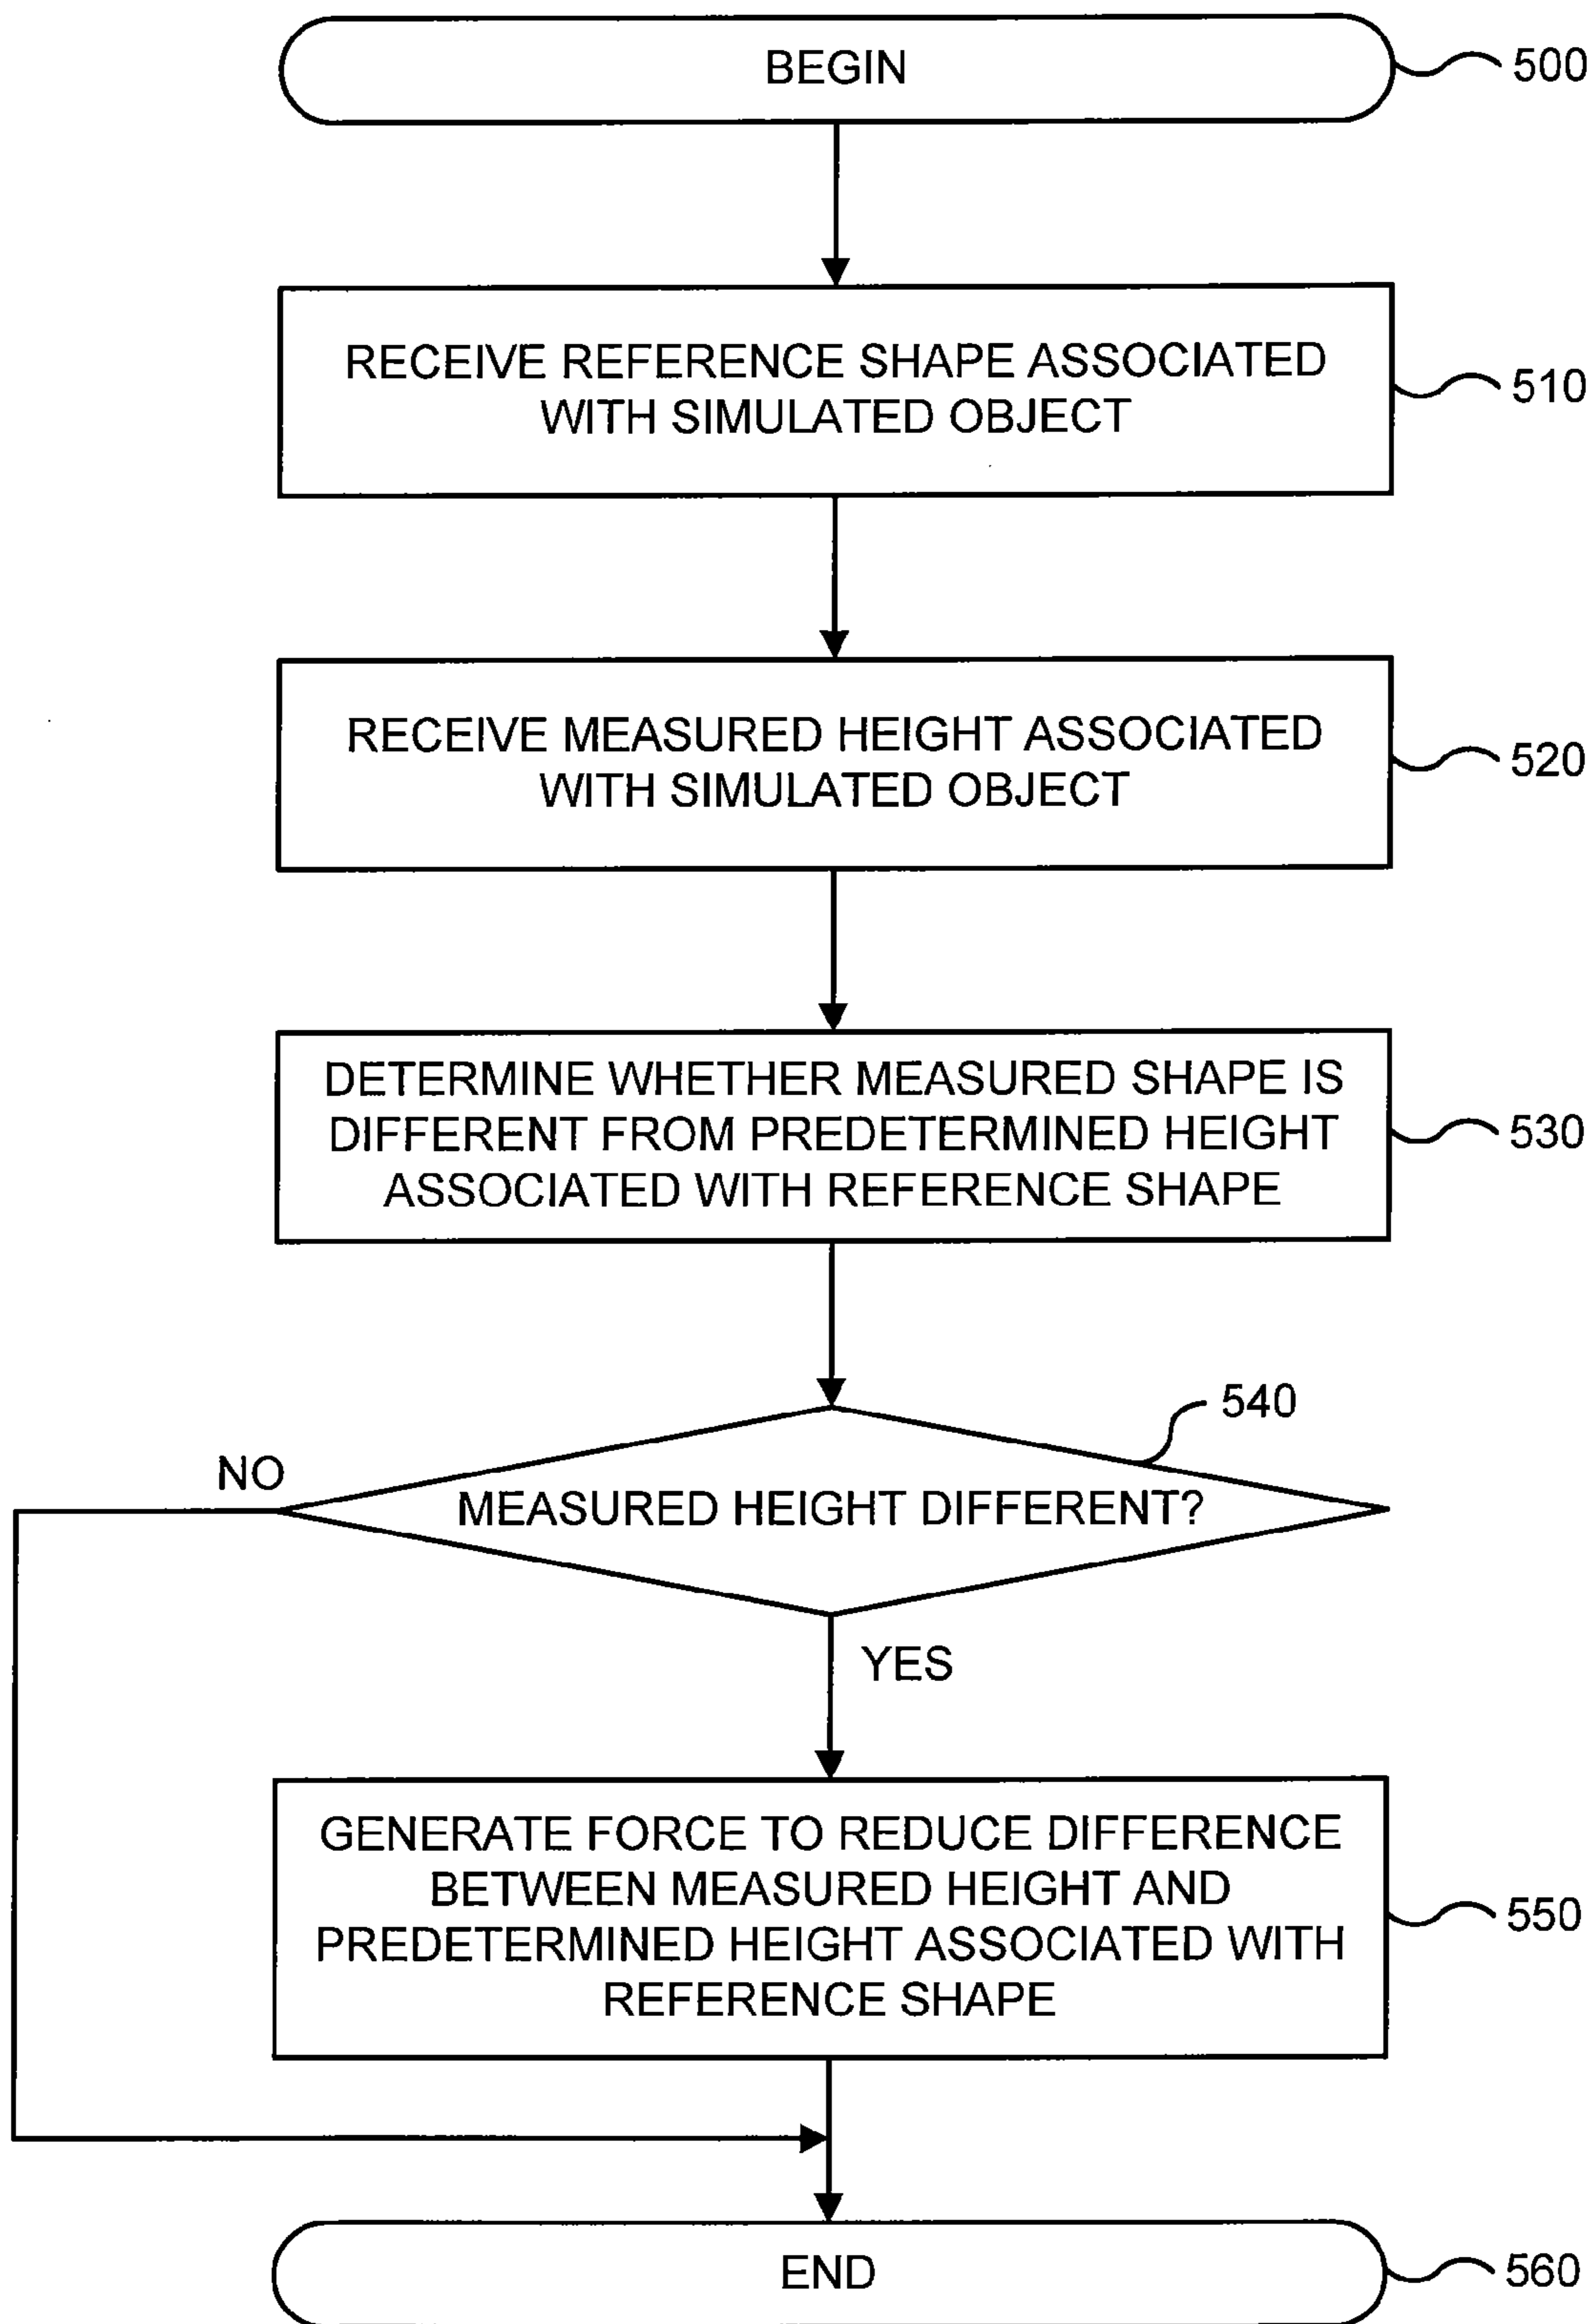 BEGIN
500
RECEIVE REFERENCE SHAPE ASSOCIATED
WITH SIMULATED OBJECT
510
RECEIVE MEASURED HEIGHT ASSOCIATED
WITH SIMULATED OBJECT
520
DETERMINE WHETHER MEASURED SHAPE IS
DIFFERENT FROM PREDETERMINED HEIGHT
ASSOCIATED WITH REFERENCE SHAPE
530
540
NO
MEASURED HEIGHT DIFFERENT?
YES
GENERATE FORCE TO REDUCE DIFFERENCE
BETWEEN MEASURED HEIGHT AND
PREDETERMINED HEIGHT ASSOCIATED WITH
REFERENCE SHAPE
550
END
560